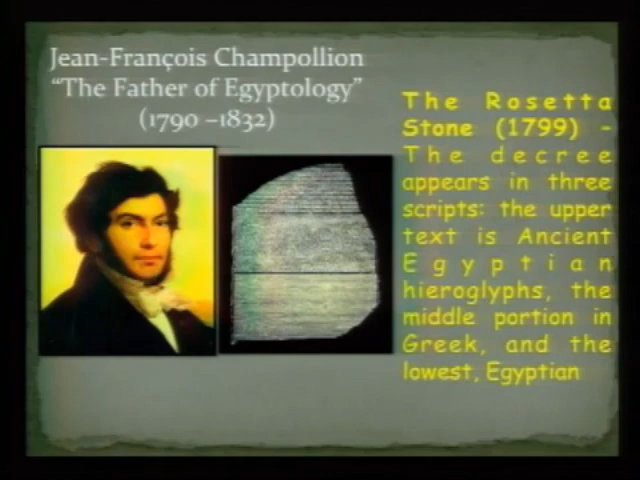 Jean-François Champollion
“The Father of Egyptology”
(1790 –1832)
The Rosetta
Stone (1799) -
The decree
appears in three
scripts: the upper
text is Ancient
Egyptian
hieroglyphs, the
middle portion in
Greek, and the
lowest, Egyptian